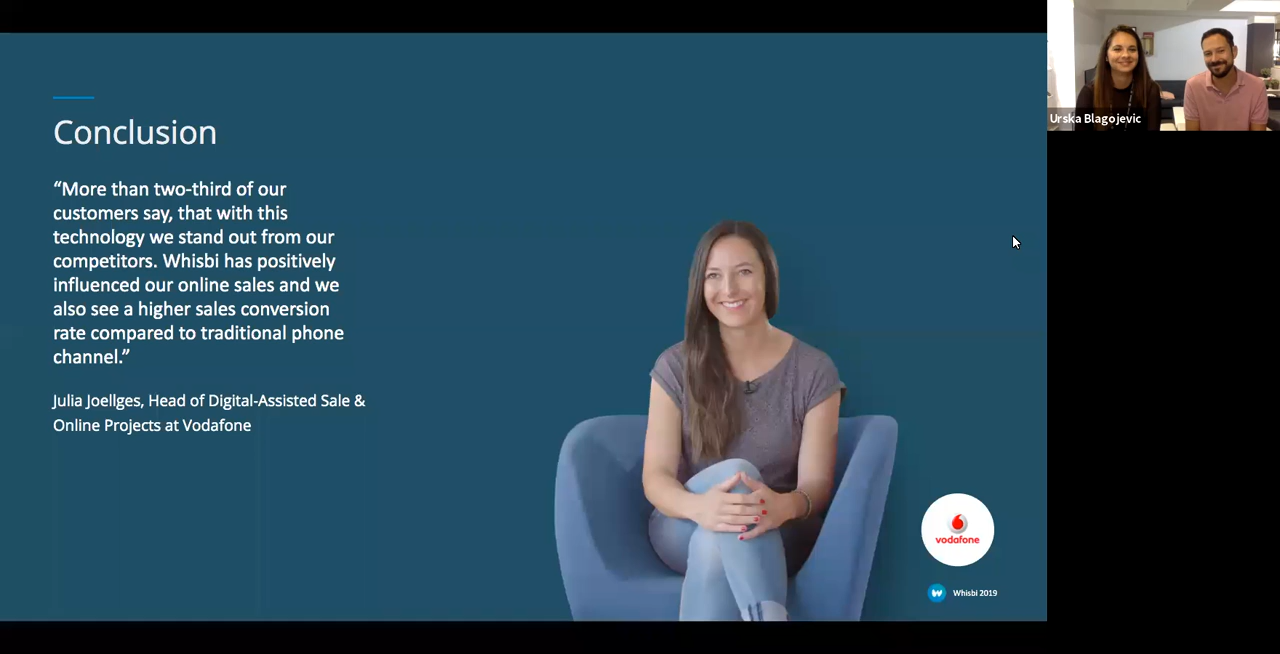 Conclusion
“More than two-third of our
customers say, that with this
technology we stand out from our
competitors. Whisbi has positively
influenced our online sales and we
also see a higher sales conversion
rate compared to traditional phone
channel.”
Julia Joellges, Head of Digital-Assisted Sale &
Online Projects at Vodafone
vodafone
Whisbi 2019
Urska Blagojevic